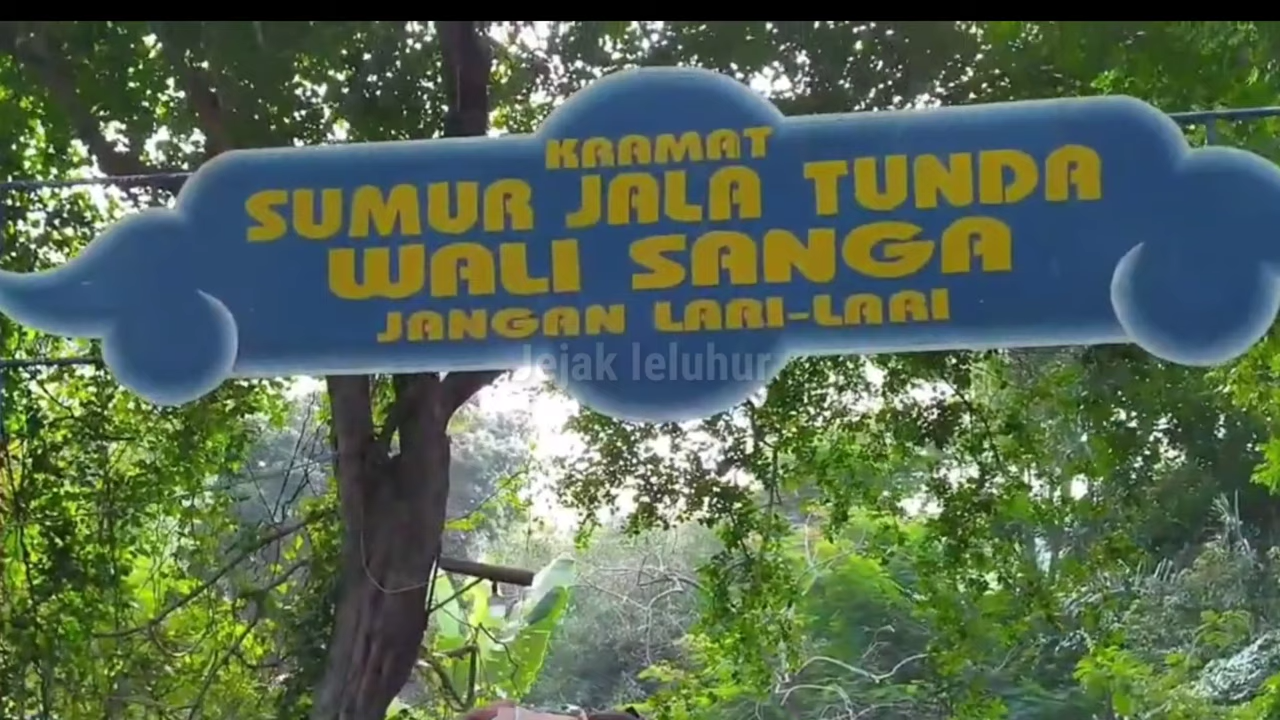 KRAMAT
SUMUR JALA TUNDA
WALI SANGA
JANGAN LARI-LARI
Jejak leluhur